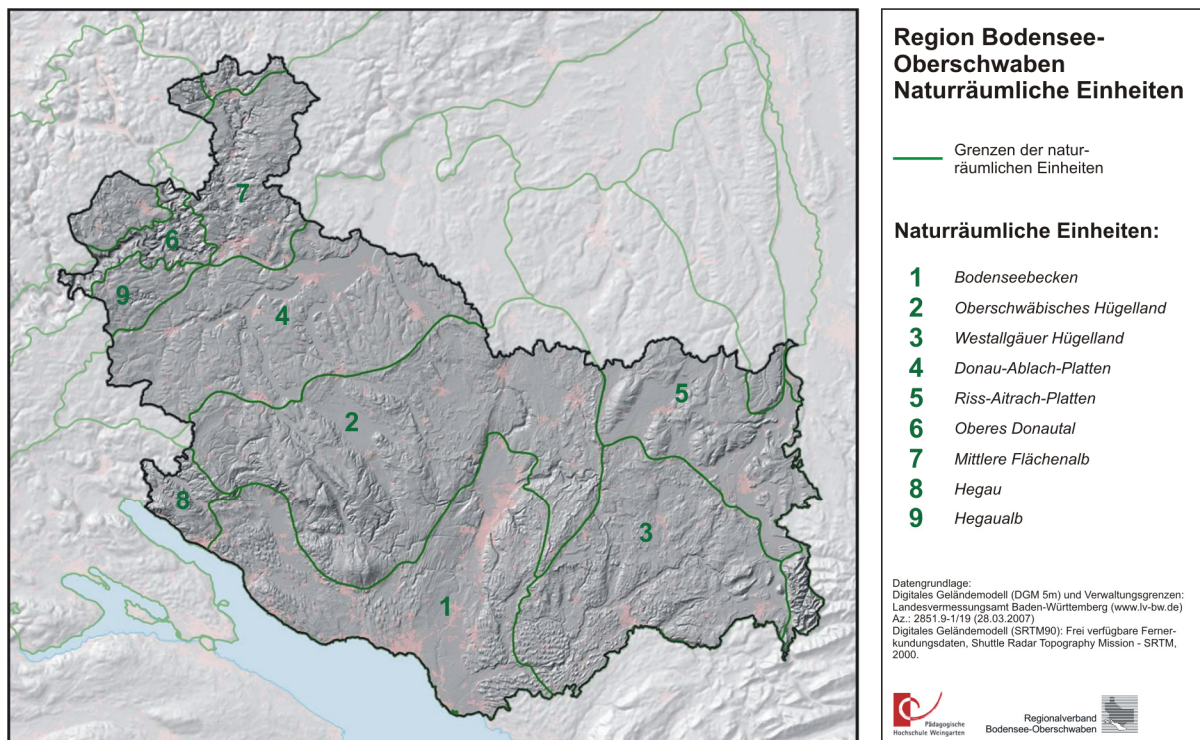 7
6
9
4
5
2
8
3
1
Region Bodensee-
Oberschwaben
Naturräumliche Einheiten
Grenzen der natur-
räumlichen Einheiten
Naturräumliche Einheiten:
1 Bodenseebecken
2 Oberschwäbisches Hügelland
3 Westallgäuer Hügelland
4 Donau-Ablach-Platten
5 Riss-Aitrach-Platten
6 Oberes Donautal
7 Mittlere Flächenalb
8 Hegau
9 Hegaualb
Datengrundlage:
Digitales Geländemodell (DGM 5m) und Verwaltungsgrenzen:
Landesvermessungsamt Baden-Württemberg (www.lv-bw.de)
Az.: 2851.9-1/19 (28.03.2007)
Digitales Geländemodell (SRTM90): Frei verfügbare Ferner-
kundungsdaten, Shuttle Radar Topography Mission - SRTM,
2000.
Pädagogische
Hochschule Weingarten
Regionalverband
Bodensee-Oberschwaben